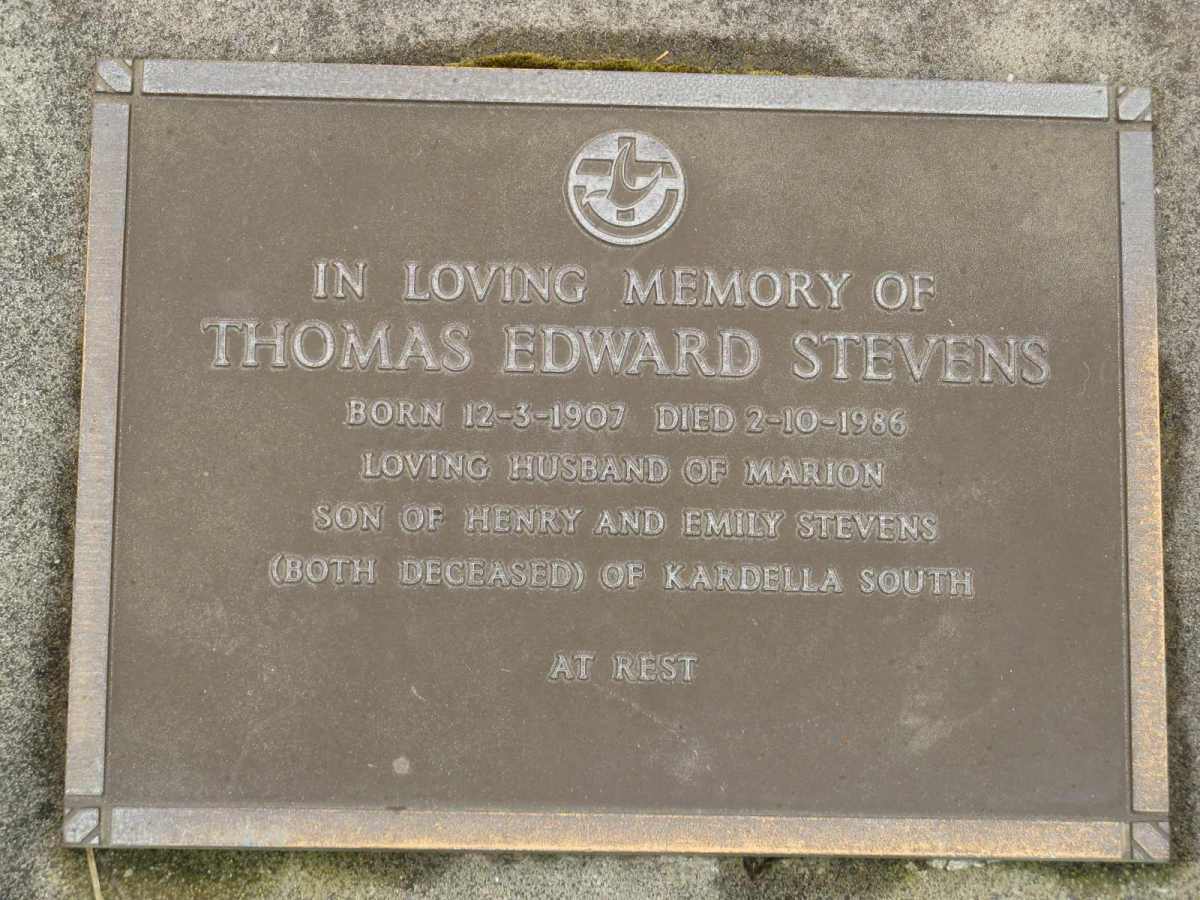 IN LOVING MEMORY OF
THOMAS EDWARD STEVENS
BORN 12-3-1907 DIED 2-10-1986
LOVING HUSBAND OF MARION
SON OF HENRY AND EMILY STEVENS
(BOTH DECEASED) OF KARDELLA SOUTH
AT REST